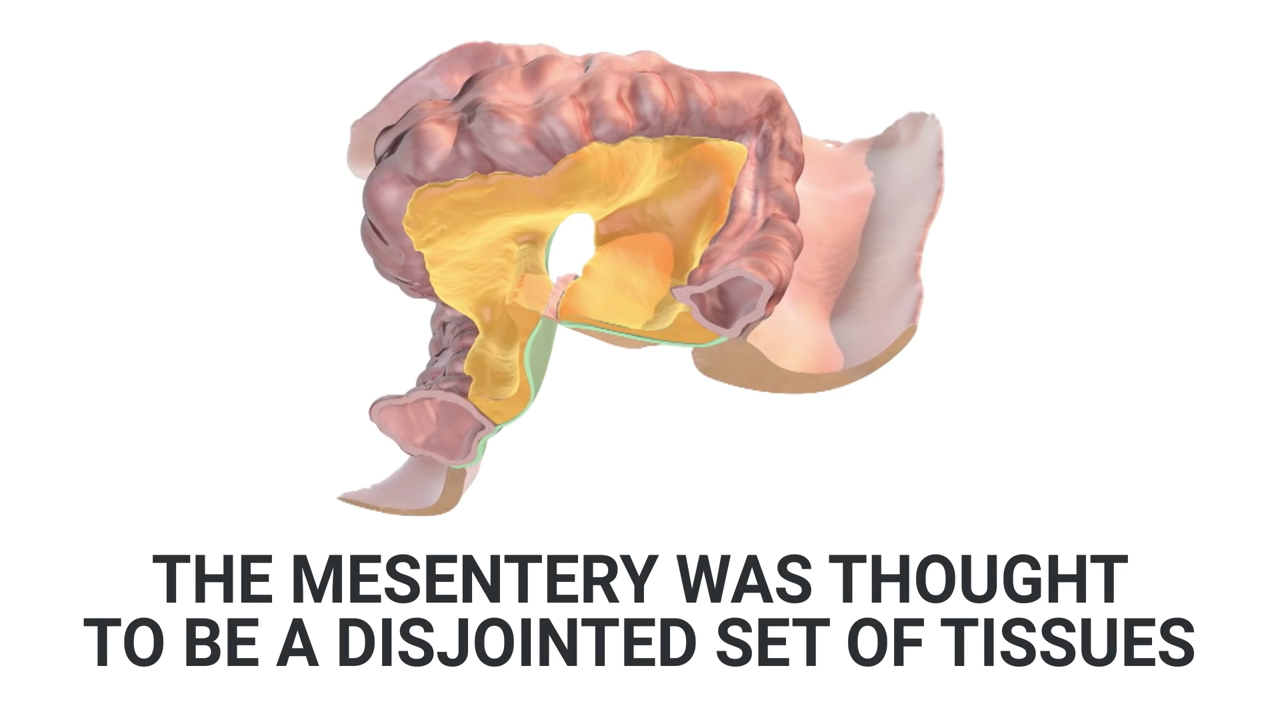 THE MESENTERY WAS THOUGHT
TO BE A DISJOINTED SET OF TISSUES